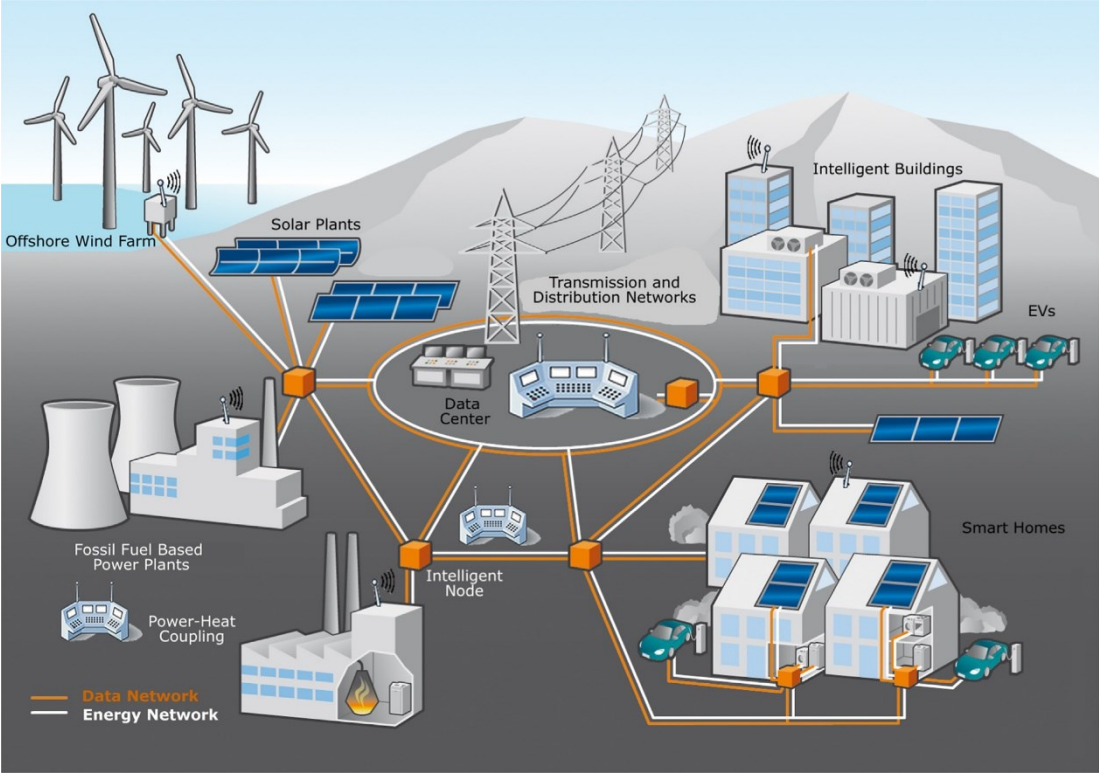 Offshore Wind Farm
Solar Plants
Intelligent Buildings
Transmission and
Distribution Networks
EVs
Data
Center
Fossil Fuel Based
Power Plants
Intelligent
Node
Smart Homes
Power-Heat
Coupling
Data Network
Energy Network